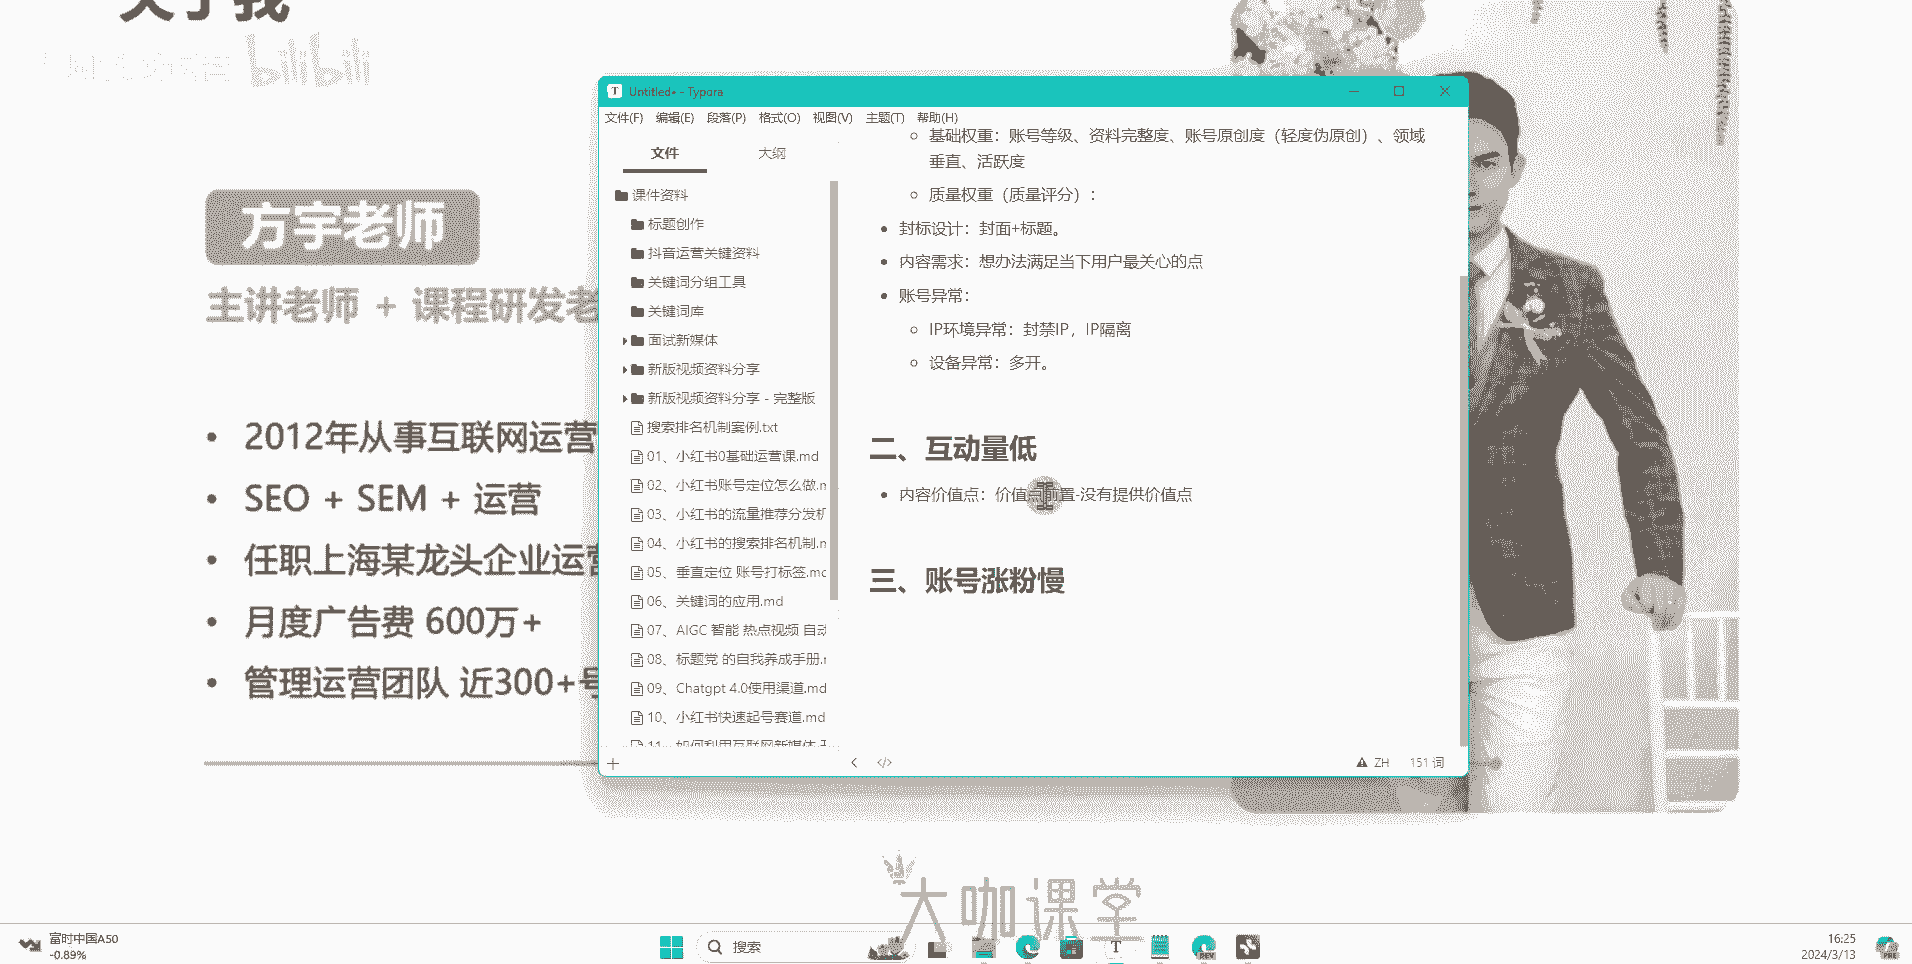 关于我
bilibili
方宇老师
主讲老师 + 课程研发老
• 2012年从事互联网运营
• SEO + SEM + 运营
• 任职上海某龙头企业运营
• 月度广告费 600万+
• 管理运营团队 近300+号
Untitled• - Typora
文件(F) 编辑(E) 段落(P) 格式(O) 视图(V) 主题(T) 帮助(H)
文件 大纲
课件资料
标题创作
抖音运营关键资料
关键词分组工具
关键词库
面试新媒体
新版视频资料分享
新版视频资料分享 - 完整版
搜索排名机制案例.txt
01、小红书0基础运营课.md
02、小红书账号定位怎么做.m
03、小红书的流量推荐分发机
04、小红书的搜索排名机制.m
05、垂直定位 账号打标签.mc
06、关键词的应用.md
07、AIGC 智能 热点视频 自动
08、标题党 的自我养成手册.r
09、Chatgpt 4.0使用渠道.md
10、小红书快速起号赛道.md
11、如何利用互联网新媒体
基础权重：账号等级、资料完整度、账号原创度（轻度伪原创）、领域
垂直、活跃度
质量权重（质量评分）：
• 封标设计：封面+标题。
• 内容需求：想办法满足当下用户最关心的点
• 账号异常：
IP环境异常：封禁IP，IP隔离
设备异常：多开。
二、互动量低
• 内容价值点：价值点前置-没有提供价值点
三、账号涨粉慢
ZH 151 词
大咖课堂
富时中国A50
-0.89%
搜索
16:25
2024/3/13